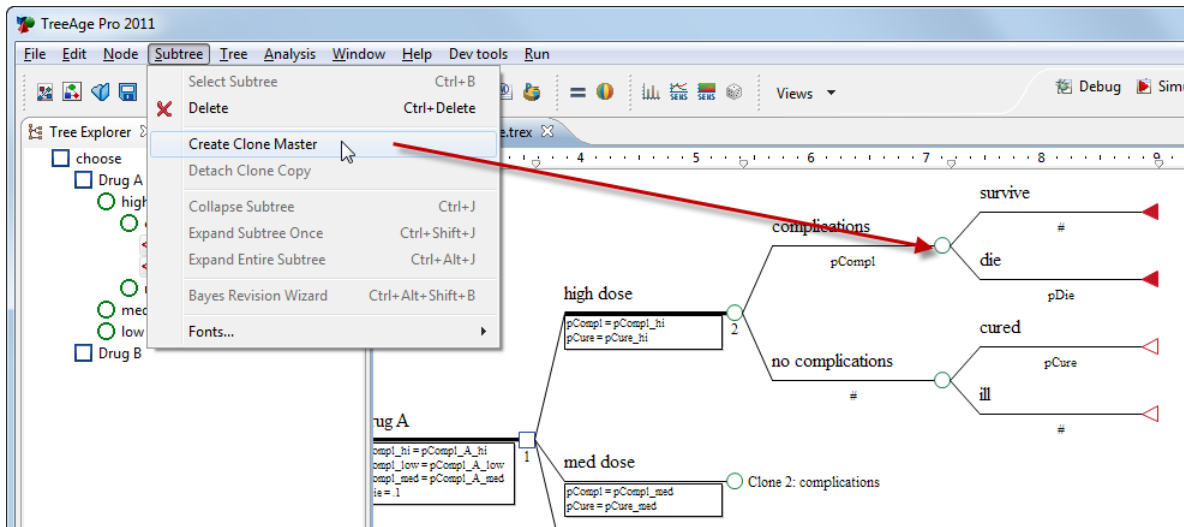 TreeAge Pro 2011
File Edit Node Subtree Tree Analysis Window Help Dev tools Run
Select Subtree Ctrl+B
Delete Ctrl+Delete
Create Clone Master
Detach Clone Copy
Collapse Subtree Ctrl+J
Expand Subtree Once Ctrl+Shift+J
Expand Entire Subtree Ctrl+Alt+J
Bayes Revision Wizard Ctrl+Alt+Shift+B
Fonts...
SENS SENS Views Debug
Tree Explorer
choose
Drug A
high
med
low
Drug B
e.trex
4 5 6 7 8 9
survive
#
complications
pCompl
die
pDie
high dose
pCompl = pCompl_hi
pCure = pCure_hi
2
cured
pCure
no complications
#
ill
#
rug A
ompl_hi = pCompl_A_hi
ompl_low = pCompl_A_low
ompl_med = pCompl_A_med
ie = .1
1
med dose
pCompl = pCompl_med
pCure = pCure_med
Clone 2: complications